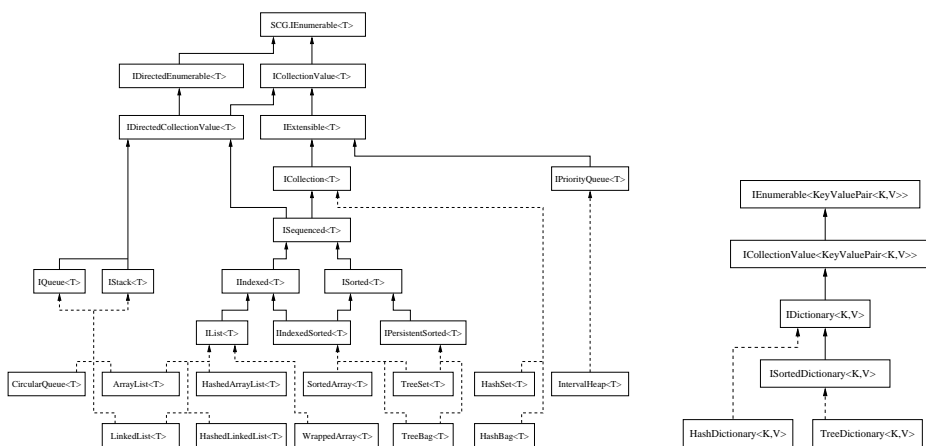 SCG.IEnumerable<T>
IDirectedEnumerable<T>
ICollectionValue<T>
IDirectedCollectionValue<T>
IExtensible<T>
ICollection<T>
IPriorityQueue<T>
ISequenced<T>
IQueue<T>
IStack<T>
IIndexed<T>
ISorted<T>
IList<T>
IIndexedSorted<T>
IPersistentSorted<T>
CircularQueue<T>
ArrayList<T>
HashedArrayList<T>
SortedArray<T>
TreeSet<T>
HashSet<T>
IntervalHeap<T>
LinkedList<T>
HashedLinkedList<T>
WrappedArray<T>
TreeBag<T>
HashBag<T>
IEnumerable<KeyValuePair<K,V>>
ICollectionValue<KeyValuePair<K,V>>
IDictionary<K,V>
ISortedDictionary<K,V>
HashDictionary<K,V>
TreeDictionary<K,V>